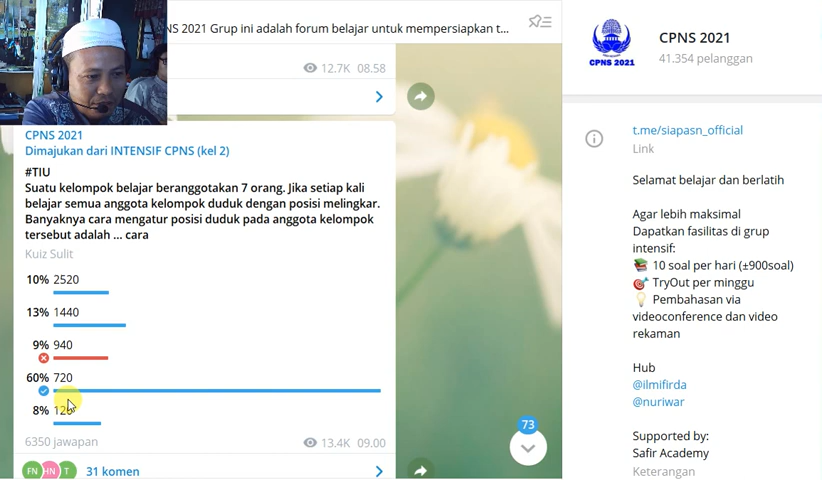 NS 2021 Grup ini adalah forum belajar untuk mempersiapkan t...
12.7K 08.58
CPNS 2021
Dimajukan dari INTENSIF CPNS (kel 2)
#TIU
Suatu kelompok belajar beranggotakan 7 orang. Jika setiap kali
belajar semua anggota kelompok duduk dengan posisi melingkar.
Banyaknya cara mengatur posisi duduk pada anggota kelompok
tersebut adalah ... cara
Kuiz Sulit
10% 2520
13% 1440
9% 940
60% 720
8% 120
6350 jawapan
13.4K 09.00
FN HN T 31 komen
73
CPNS 2021
CPNS 2021
41.354 pelanggan
t.me/siapasn_official
Link
Selamat belajar dan berlatih
Agar lebih maksimal
Dapatkan fasilitas di grup
intensif:
10 soal per hari (±900soal)
TryOut per minggu
Pembahasan via
videoconference dan video
rekaman
Hub
@ilmifirda
@nuriwar
Supported by:
Safir Academy
Keterangan